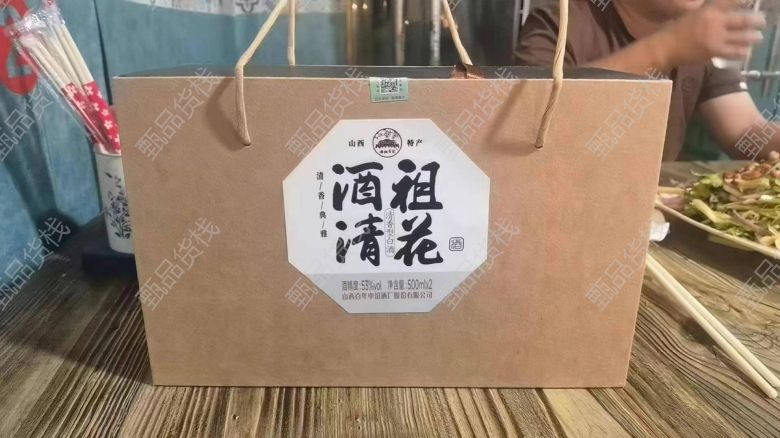 山西 特产
清/香/典/雅
酒祖
清花
清香型白酒
酒
酒精度:53%vol 净含量:500ml×2
山西百年申谊酒厂股份有限公司
甄品货栈